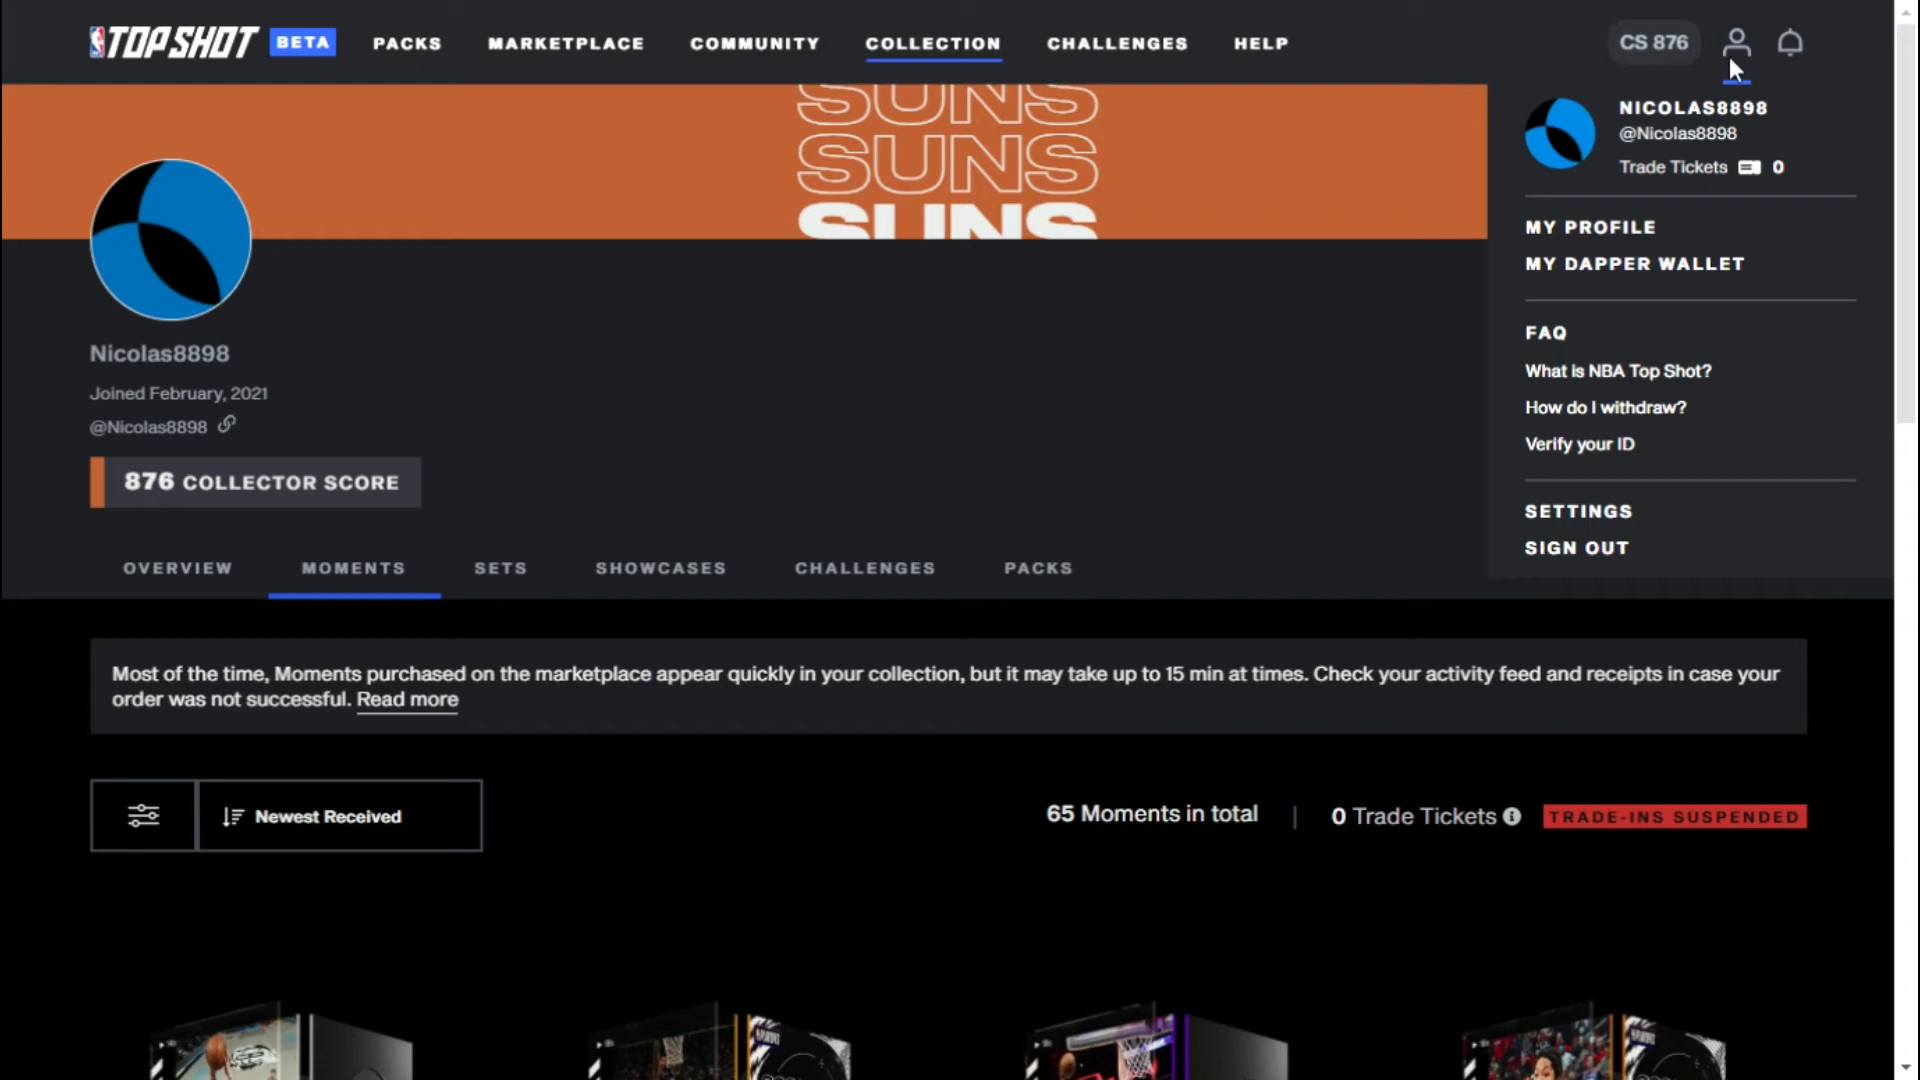 TOP SHOT BETA PACKS MARKETPLACE COMMUNITY COLLECTION CHALLENGES HELP CS 876
SUNS
SUNS
SUNS
NICOLAS8898
@Nicolas8898
Trade Tickets 0
MY PROFILE
MY DAPPER WALLET
FAQ
What is NBA Top Shot?
How do I withdraw?
Verify your ID
SETTINGS
SIGN OUT
Nicolas8898
Joined February, 2021
@Nicolas8898
876 COLLECTOR SCORE
OVERVIEW MOMENTS SETS SHOWCASES CHALLENGES PACKS
Most of the time, Moments purchased on the marketplace appear quickly in your collection, but it may take up to 15 min at times. Check your activity feed and receipts in case your
order was not successful. Read more
Newest Received
65 Moments in total | 0 Trade Tickets TRADE-INS SUSPENDED